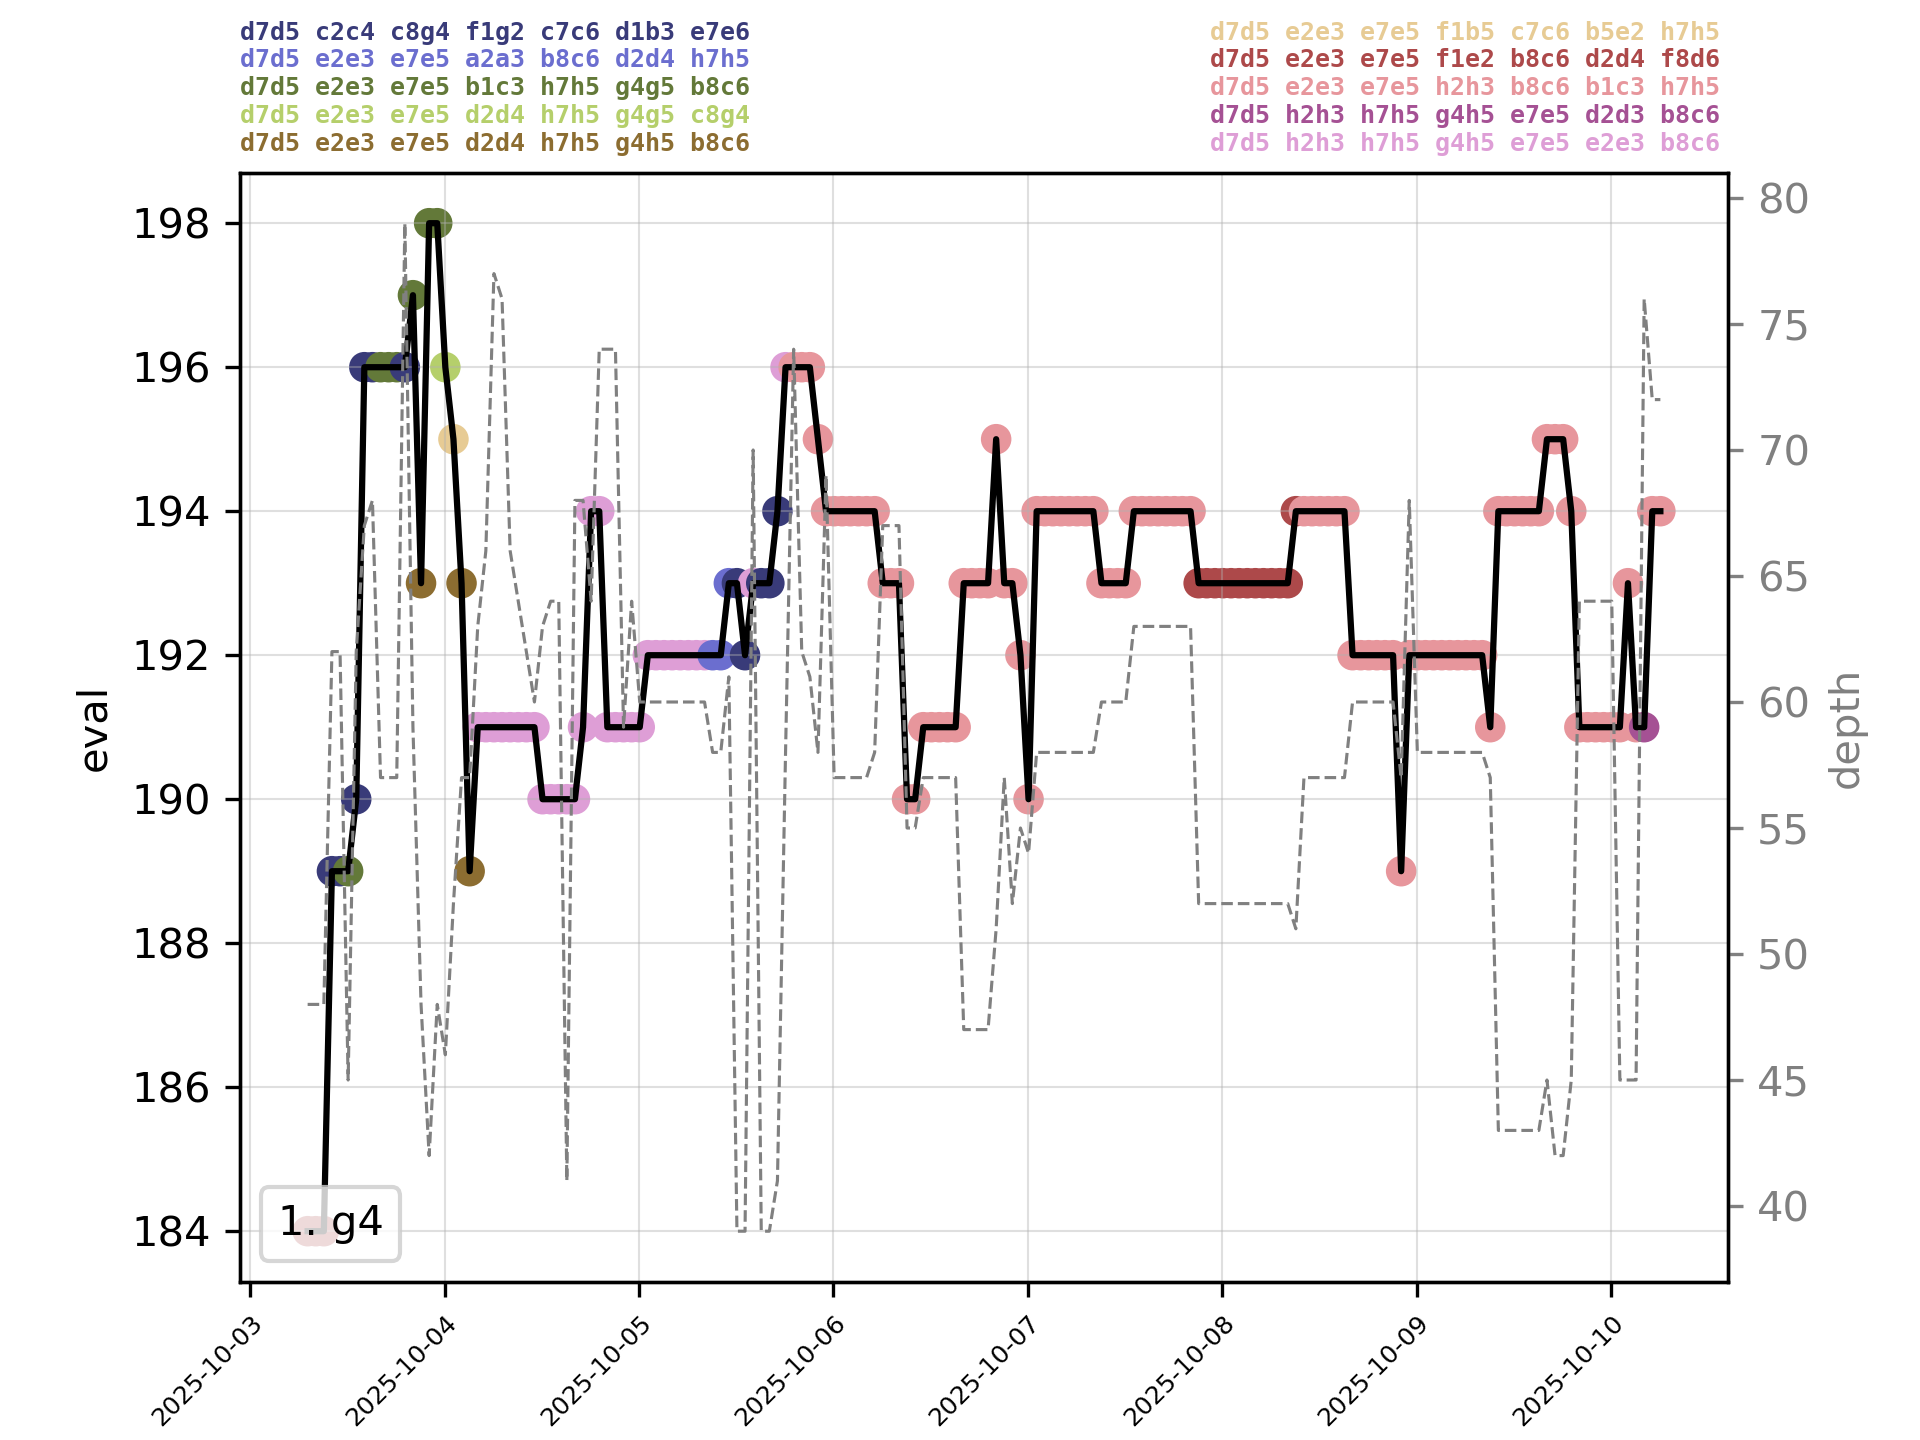 d7d5 c2c4 c8g4 f1g2 c7c6 d1b3 e7e6
d7d5 e2e3 e7e5 a2a3 b8c6 d2d4 h7h5
d7d5 e2e3 e7e5 b1c3 h7h5 g4g5 b8c6
d7d5 e2e3 e7e5 d2d4 h7h5 g4g5 c8g4
d7d5 e2e3 e7e5 d2d4 h7h5 g4h5 b8c6
d7d5 e2e3 e7e5 f1b5 c7c6 b5e2 h7h5
d7d5 e2e3 e7e5 f1e2 b8c6 d2d4 f8d6
d7d5 e2e3 e7e5 h2h3 b8c6 b1c3 h7h5
d7d5 h2h3 h7h5 g4h5 e7e5 d2d3 b8c6
d7d5 h2h3 h7h5 g4h5 e7e5 e2e3 b8c6
198
196
194
192
190
188
186
184
eval
80
75
70
65
60
55
50
45
40
depth
1. g4
2025-10-03
2025-10-04
2025-10-05
2025-10-06
2025-10-07
2025-10-08
2025-10-09
2025-10-10